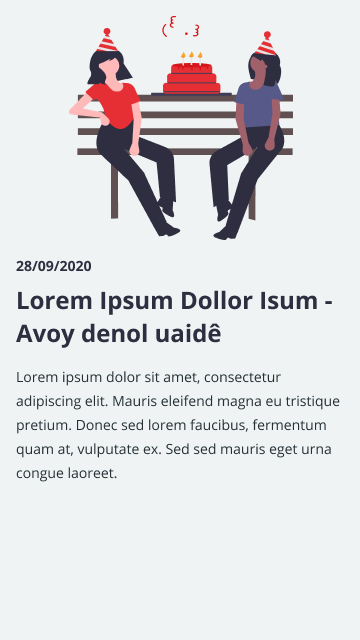 28/09/2020
Lorem Ipsum Dollor Isum -
Avoy denol uaidê
Lorem ipsum dolor sit amet, consectetur
adipiscing elit. Mauris eleifend magna eu tristique
pretium. Donec sed lorem faucibus, fermentum
quam at, vulputate ex. Sed sed mauris eget urna
congue laoreet.